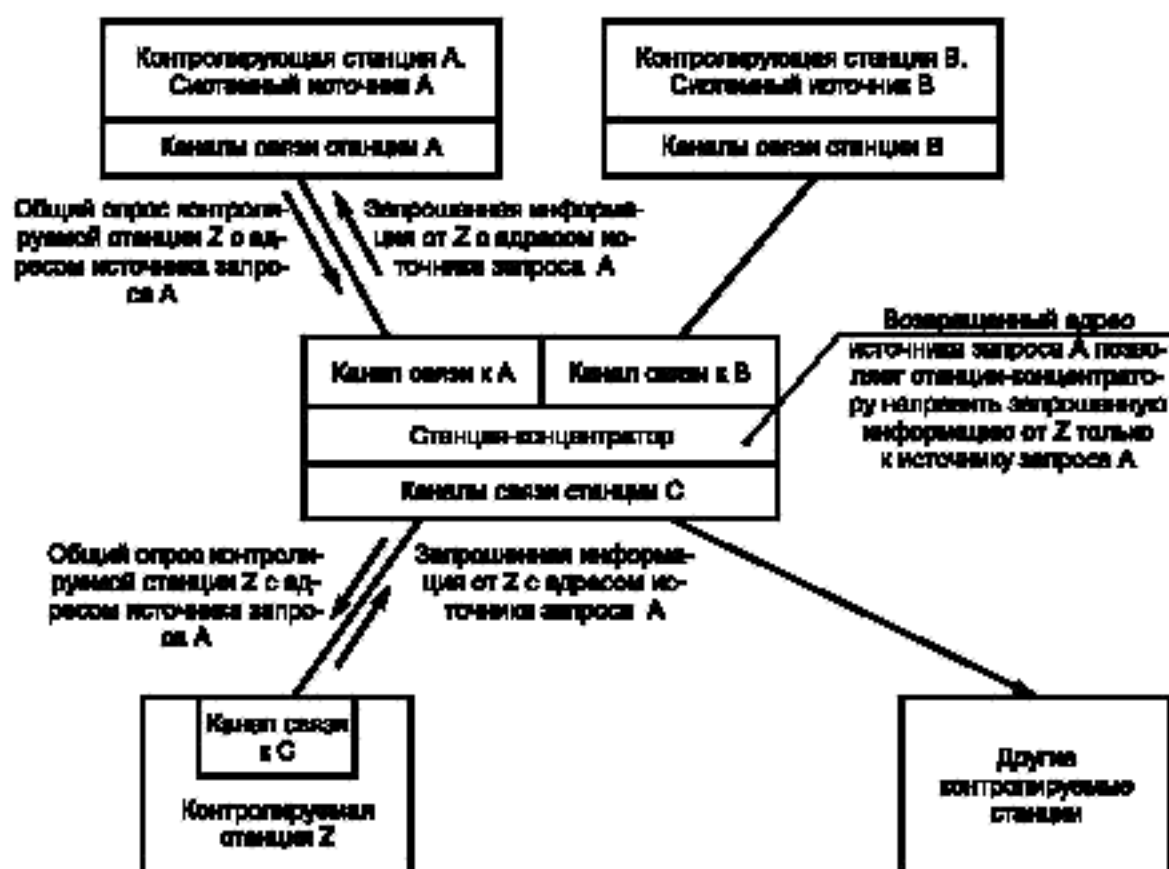 Контролирующая станция А.
Системный источник А
Каналы связи станции А
Контролирующая станция В.
Системный источник В
Каналы связи станции В
Общий опрос контроли-
руемой станции Z с ад-
ресом источника запро-
са А
Запрошенная информа-
ция от Z с адресом ис-
точника запроса А
Возвращенный адрес
источника запроса А позво-
ляет станции-концентрато-
ру направить запрошенную
информацию от Z только
к источнику запроса А
Канал связи к А
Канал связи к В
Станция-концентратор
Каналы связи станции С
Общий опрос контроли-
руемой станции Z с ад-
ресом источника запро-
са А
Запрошенная информа-
ция от Z с адресом ис-
точника запроса А
Канал связи
к С
Контролируемая
станция Z
Другие
контролируемые
станции